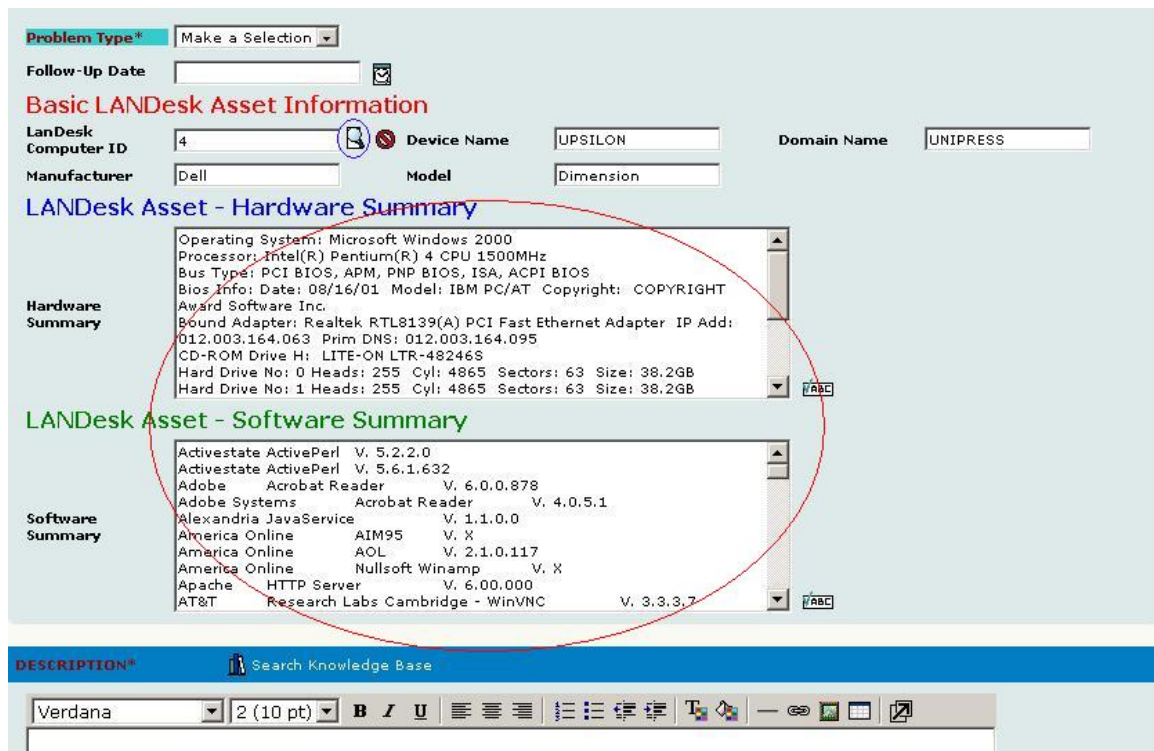 Problem Type* Make a Selection
Follow-Up Date
Basic LANDesk Asset Information
LanDesk Computer ID 4 Device Name UPSILON Domain Name UNIPRESS
Manufacturer Dell Model Dimension
LANDesk Asset - Hardware Summary
Hardware Summary
Operating System: Microsoft Windows 2000
Processor: Intel(R) Pentium(R) 4 CPU 1500MHz
Bus Type: PCI BIOS, APM, PNP BIOS, ISA, ACPI BIOS
Bios Info: Date: 08/16/01 Model: IBM PC/AT Copyright: COPYRIGHT
Award Software Inc.
Bound Adapter: Realtek RTL8139(A) PCI Fast Ethernet Adapter IP Add:
012.003.164.063 Prim DNS: 012.003.164.095
CD-ROM Drive H: LITE-ON LTR-48246S
Hard Drive No: 0 Heads: 255 Cyl: 4865 Sectors: 63 Size: 38.2GB
Hard Drive No: 1 Heads: 255 Cyl: 4865 Sectors: 63 Size: 38.2GB
ABC
LANDesk Asset - Software Summary
Software Summary
Activestate ActivePerl V. 5.2.2.0
Activestate ActivePerl V. 5.6.1.632
Adobe Acrobat Reader V. 6.0.0.878
Adobe Systems Acrobat Reader V. 4.0.5.1
Alexandria JavaService V. 1.1.0.0
America Online AIM95 V. X
America Online AOL V. 2.1.0.117
America Online Nullsoft Winamp V. X
Apache HTTP Server V. 6.00.000
AT&T Research Labs Cambridge - WinVNC V. 3.3.3.7
ABC
DESCRIPTION* Search Knowledge Base
Verdana 2 (10 pt) B I U